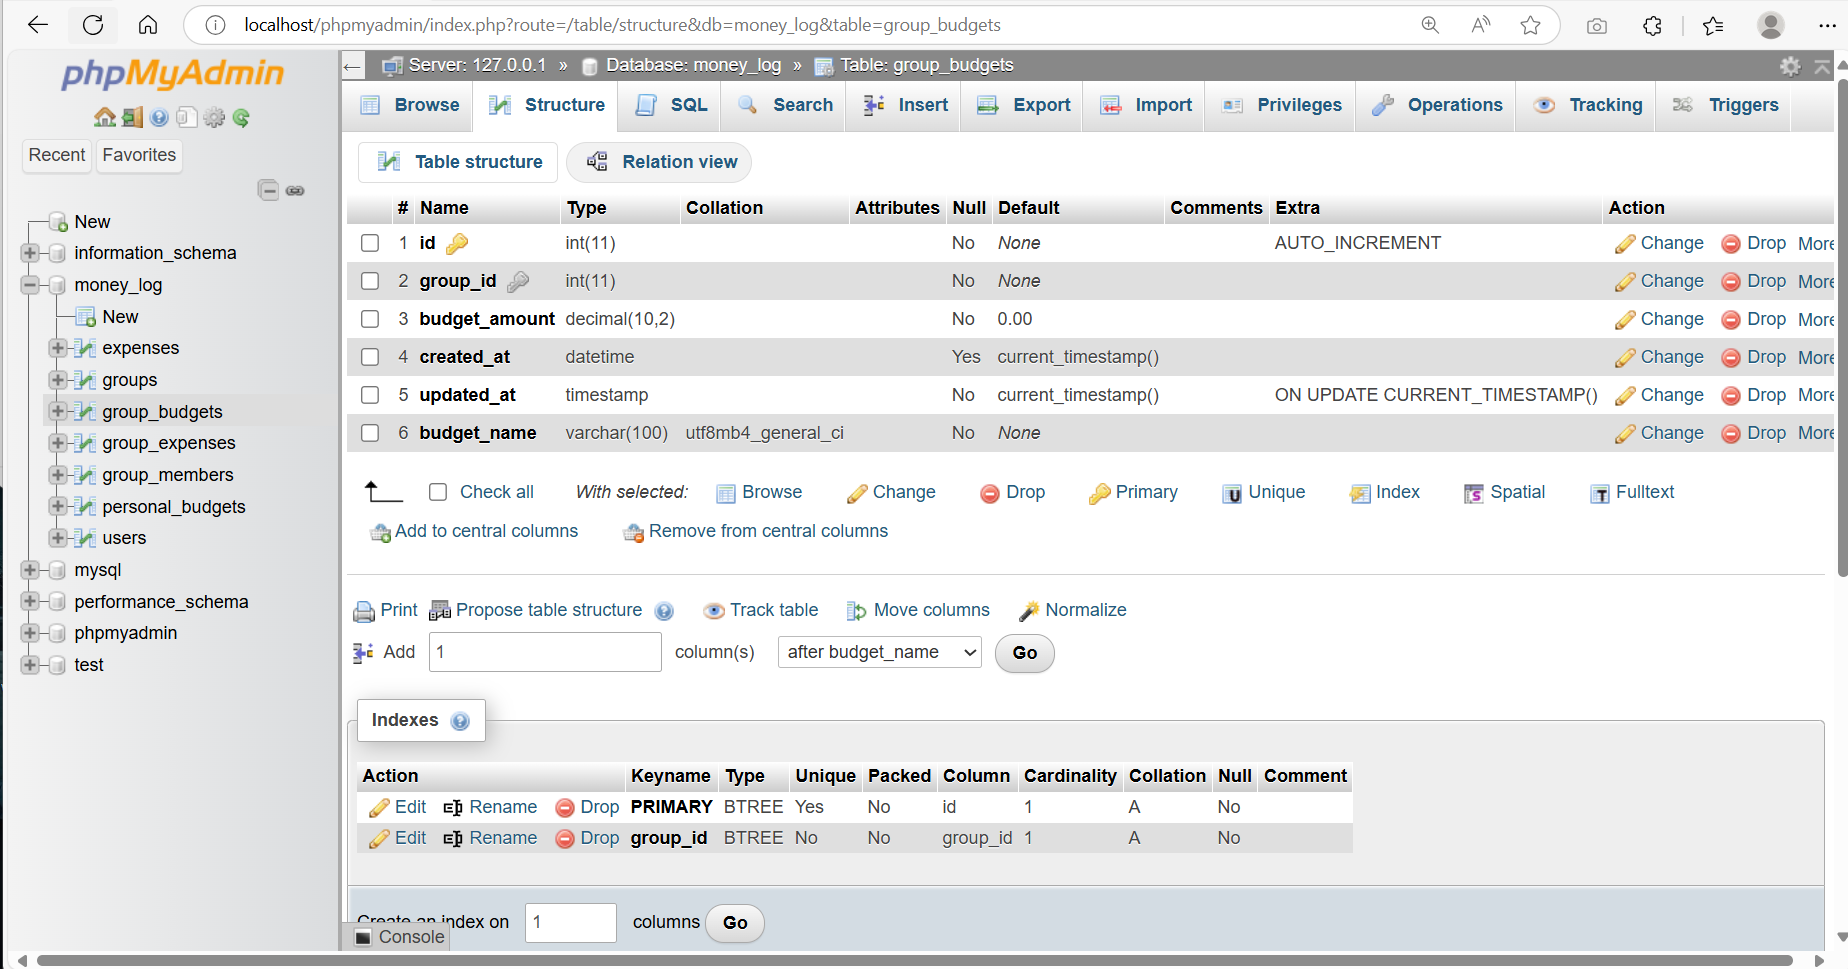 localhost/phpmyadmin/index.php?route=/table/structure&db=money_log&table=group_budgets
phpMyAdmin
Recent Favorites
New
information_schema
money_log
New
expenses
groups
group_budgets
group_expenses
group_members
personal_budgets
users
mysql
performance_schema
phpmyadmin
test
Server: 127.0.0.1 » Database: money_log » Table: group_budgets
Browse Structure SQL Search Insert Export Import Privileges Operations Tracking Triggers
Table structure Relation view
# Name Type Collation Attributes Null Default Comments Extra Action
1 id int(11) No None AUTO_INCREMENT Change Drop More
2 group_id int(11) No None Change Drop More
3 budget_amount decimal(10,2) No 0.00 Change Drop More
4 created_at datetime Yes current_timestamp() Change Drop More
5 updated_at timestamp No current_timestamp() ON UPDATE CURRENT_TIMESTAMP() Change Drop More
6 budget_name varchar(100) utf8mb4_general_ci No None Change Drop More
Check all With selected: Browse Change Drop Primary Unique Index Spatial Fulltext
Add to central columns Remove from central columns
Print Propose table structure Track table Move columns Normalize
Add 1 column(s) after budget_name Go
Indexes
Action Keyname Type Unique Packed Column Cardinality Collation Null Comment
Edit Rename Drop PRIMARY BTREE Yes No id 1 A No
Edit Rename Drop group_id BTREE No No group_id 1 A No
Create an index on 1 columns Go
Console